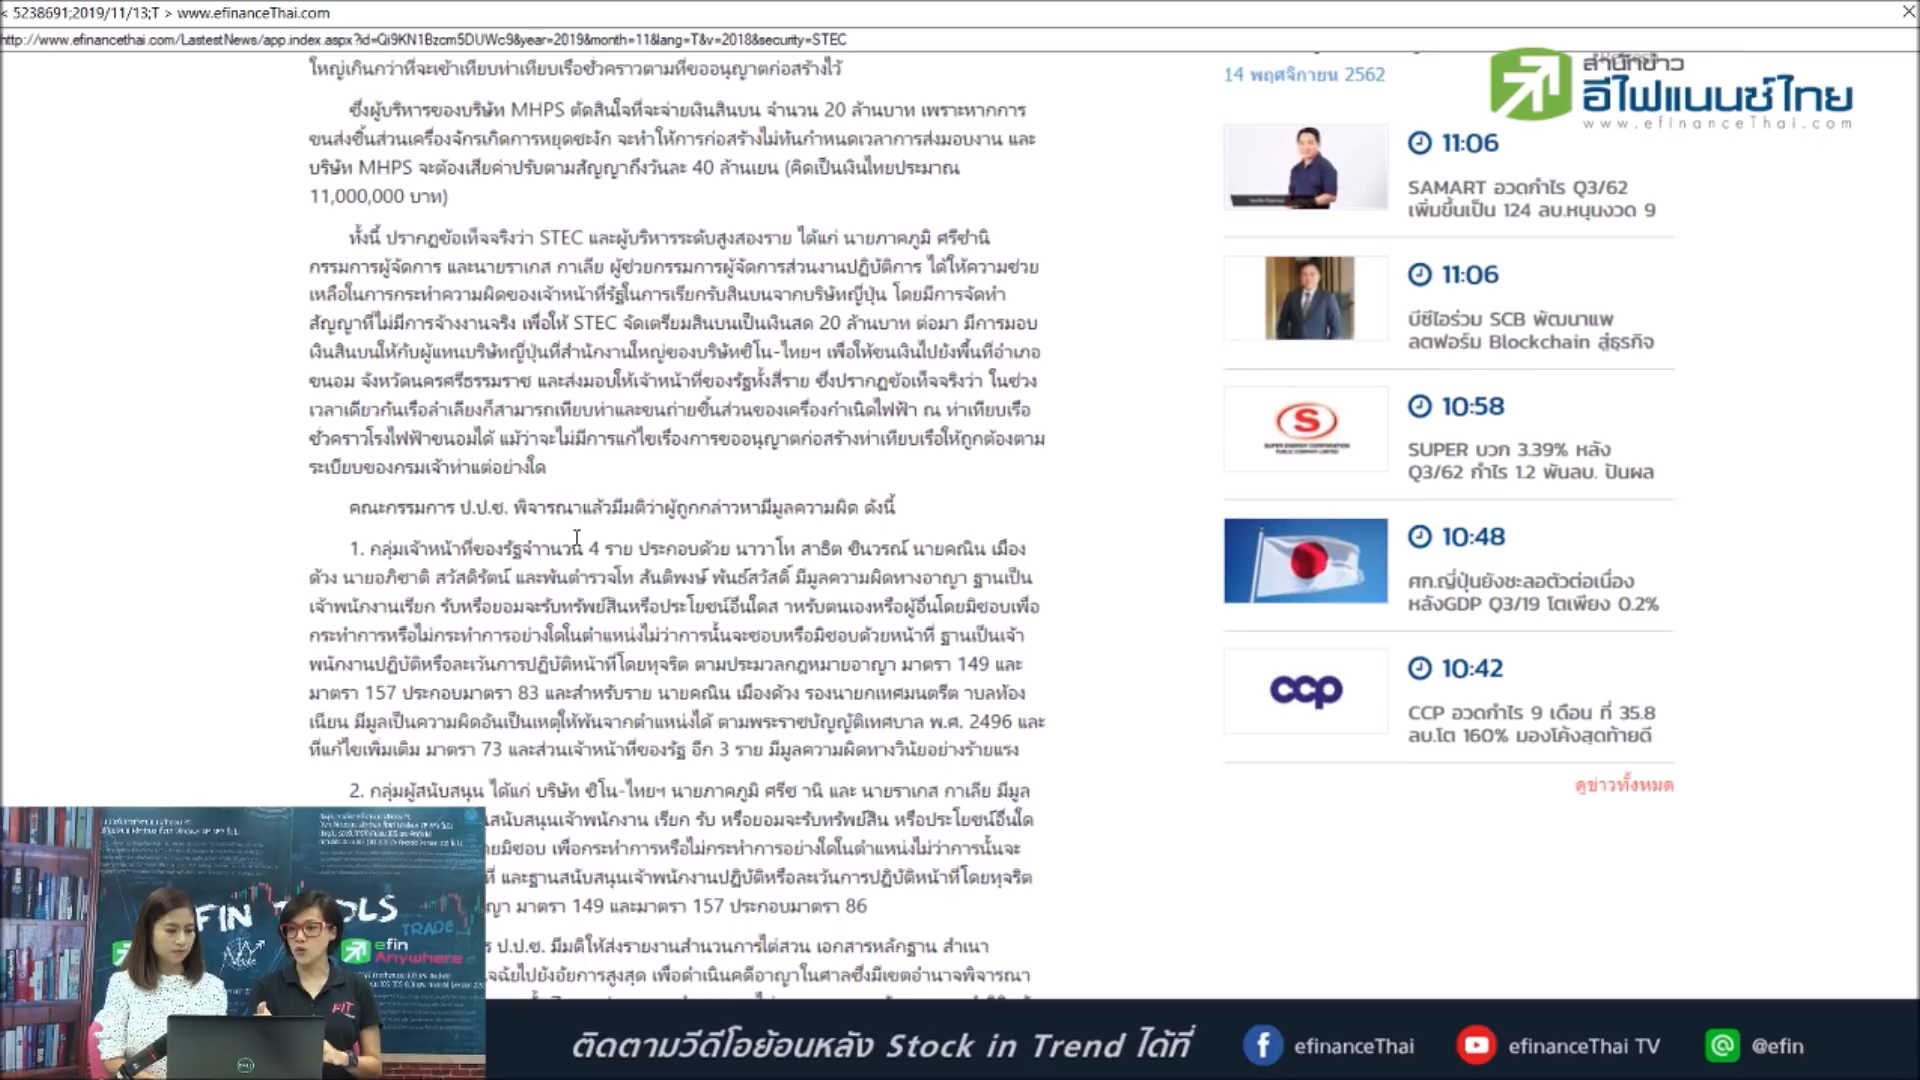 < 5238691;2019/11/13;T > www.efinanceThai.com
http://www.efinancethai.com/LastestNews/app.index.aspx?id=Qi9KN1Bzcm5DUWc9&year=2019&month=11&lang=T&v=2018&security=STEC
ใหญ่เกินกว่าที่จะเข้าเทียบท่าเทียบเรือชั่วคราวตามที่ขออนุญาตก่อสร้างไว้
ซึ่งผู้บริหารของบริษัท MHPS ตัดสินใจที่จะจ่ายเงินสินบน จำนวน 20 ล้านบาท เพราะหากการ
ขนส่งชิ้นส่วนเครื่องจักรเกิดการหยุดชะงัก จะทำให้การก่อสร้างไม่ทันกำหนดเวลาการส่งมอบงาน และ
บริษัท MHPS จะต้องเสียค่าปรับตามสัญญาถึงวันละ 40 ล้านเยน (คิดเป็นเงินไทยประมาณ
11,000,000 บาท)
ทั้งนี้ ปรากฏข้อเท็จจริงว่า STEC และผู้บริหารระดับสูงสองราย ได้แก่ นายภาคภูมิ ศรีชำนิ
กรรมการผู้จัดการ และนายราเกส กาเลีย ผู้ช่วยกรรมการผู้จัดการส่วนงานปฏิบัติการ ได้ให้ความช่วย
เหลือในการกระทำความผิดของเจ้าหน้าที่รัฐในการเรียกรับสินบนจากบริษัทญี่ปุ่น โดยมีการจัดทำ
สัญญาที่ไม่มีการจ้างงานจริง เพื่อให้ STEC จัดเตรียมสินบนเป็นเงินสด 20 ล้านบาท ต่อมา มีการมอบ
เงินสินบนให้กับผู้แทนบริษัทญี่ปุ่นที่สำนักงานใหญ่ของบริษัทซิโน-ไทยฯ เพื่อให้ขนเงินไปยังพื้นที่อำเภอ
ขนอม จังหวัดนครศรีธรรมราช และส่งมอบให้เจ้าหน้าที่ของรัฐทั้งสี่ราย ซึ่งปรากฏข้อเท็จจริงว่า ในช่วง
เวลาเดียวกันเรือลำเลียงก็สามารถเทียบท่าและขนถ่ายชิ้นส่วนของเครื่องกำเนิดไฟฟ้า ณ ท่าเทียบเรือ
ชั่วคราวโรงไฟฟ้าขนอมได้ แม้ว่าจะไม่มีการแก้ไขเรื่องการขออนุญาตก่อสร้างท่าเทียบเรือให้ถูกต้องตาม
ระเบียบของกรมเจ้าท่าแต่อย่างใด
คณะกรรมการ ป.ป.ช. พิจารณาแล้วมีมติว่าผู้ถูกกล่าวหามีมูลความผิด ดังนี้
1. กลุ่มเจ้าหน้าที่ของรัฐจำานวน 4 ราย ประกอบด้วย นาวาโท สาธิต ชินวรณ์ นายคณิน เมือง
ด้วง นายอภิชาติ สวัสดิรัตน์ และพันตำรวจโท สันติพงษ์ พันธ์สวัสดิ์ มีมูลความผิดทางอาญา ฐานเป็น
เจ้าพนักงานเรียก รับหรือยอมจะรับทรัพย์สินหรือประโยชน์อื่นใดส าหรับตนเองหรือผู้อื่นโดยมิชอบเพื่อ
กระทำการหรือไม่กระทำการอย่างใดในตำแหน่งไม่ว่าการนั้นจะชอบหรือมิชอบด้วยหน้าที่ ฐานเป็นเจ้า
พนักงานปฏิบัติหรือละเว้นการปฏิบัติหน้าที่โดยทุจริต ตามประมวลกฎหมายอาญา มาตรา 149 และ
มาตรา 157 ประกอบมาตรา 83 และสำหรับราย นายคณิน เมืองด้วง รองนายกเทศมนตรีต าบลท้อง
เนียน มีมูลเป็นความผิดอันเป็นเหตุให้พ้นจากตำแหน่งได้ ตามพระราชบัญญัติเทศบาล พ.ศ. 2496 และ
ที่แก้ไขเพิ่มเติม มาตรา 73 และส่วนเจ้าหน้าที่ของรัฐ อีก 3 ราย มีมูลความผิดทางวินัยอย่างร้ายแรง
2. กลุ่มผู้สนับสนุน ได้แก่ บริษัท ซิโน-ไทยฯ นายภาคภูมิ ศรีช านิ และ นายราเกส กาเลีย มีมูล
สนับสนุนเจ้าพนักงาน เรียก รับ หรือยอมจะรับทรัพย์สิน หรือประโยชน์อื่นใด
ยมิชอบ เพื่อกระทำการหรือไม่กระทำการอย่างใดในตำแหน่งไม่ว่าการนั้นจะ
ที่ และฐานสนับสนุนเจ้าพนักงานปฏิบัติหรือละเว้นการปฏิบัติหน้าที่โดยทุจริต
ญา มาตรา 149 และมาตรา 157 ประกอบมาตรา 86
ร ป.ป.ช. มีมติให้ส่งรายงานสำนวนการไต่สวน เอกสารหลักฐาน สำเนา
จฉัยไปยังอัยการสูงสุด เพื่อดำเนินคดีอาญาในศาลซึ่งมีเขตอำนาจพิจารณา
14 พฤศจิกายน 2562
สำนักข่าว
อีไฟแนนซ์ไทย
www.efinanceThai.com
11:06
SAMART อวดกำไร Q3/62
เพิ่มขึ้นเป็น 124 ลบ.หนุนงวด 9
11:06
บีซีไอร่วม SCB พัฒนาแพ
ลตฟอร์ม Blockchain สู่ธุรกิจ
S
SUPER ENERGY CORPORATION
PUBLIC COMPANY LIMITED
10:58
SUPER บวก 3.39% หลัง
Q3/62 กำไร 1.2 พันลบ. ปันผล
10:48
ศก.ญี่ปุ่นยังชะลอตัวต่อเนื่อง
หลังGDP Q3/19 โตเพียง 0.2%
ccp
10:42
CCP อวดกำไร 9 เดือน ที่ 35.8
ลบ.โต 160% มองโค้งสุดท้ายดี
ดูข่าวทั้งหมด
TRADE
efin
Anywhere
FIT
DELL
ติดตามวีดีโอย้อนหลัง Stock in Trend ได้ที่
efinanceThai
efinanceThai TV
@efin